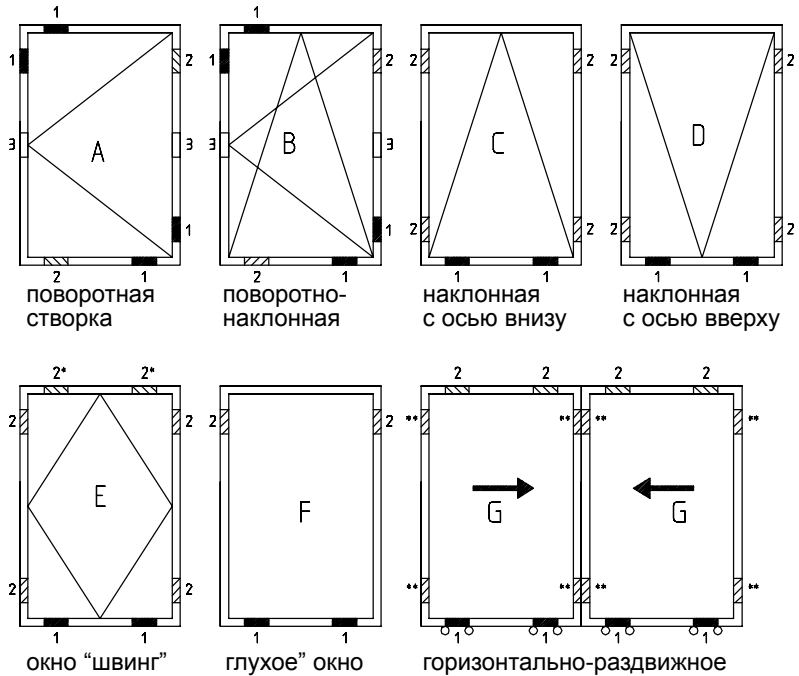 1 1
1 2 1 2 2 2 2 2
3 A 3 3 B 3 C D
1 1 2 2 2 2
2 1 2 1 1 1 1 1
поворотная поворотно- наклонная наклонная
створка наклонная с осью внизу с осью вверху
2* 2* 2 2 2 2
2 2 2 2 ** ** ** **
E F G G
2 2 ** ** ** **
1 1 1 1 1 1
окно “швинг” глухое” окно горизонтально-раздвижное